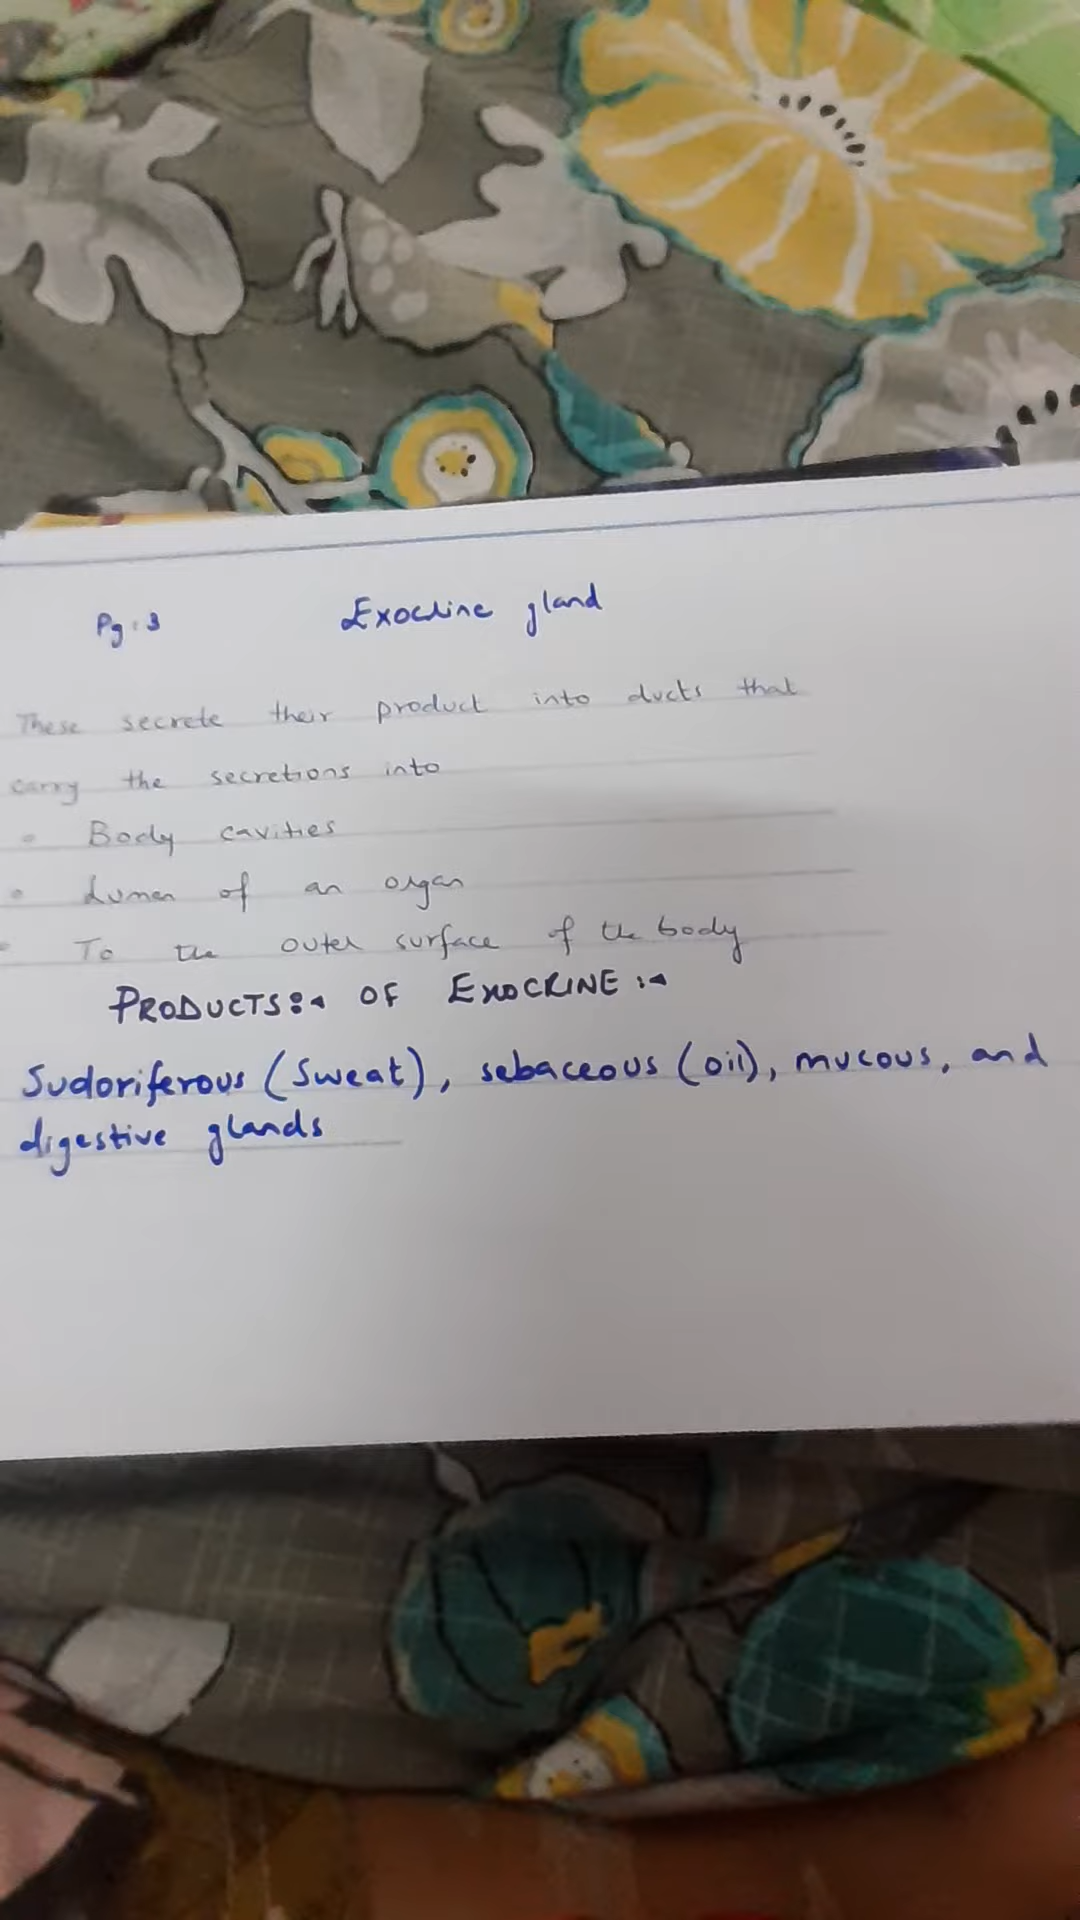 Pg: 3 Exocrine gland
These secrete their product into ducts that
carry the secretions into
• Body cavities
• Lumen of an organ
• To the outer surface of the body
PRODUCTS:- OF EXOCRINE :-
Sudoriferous (Sweat), sebaceous (oil), mucous, and
digestive glands